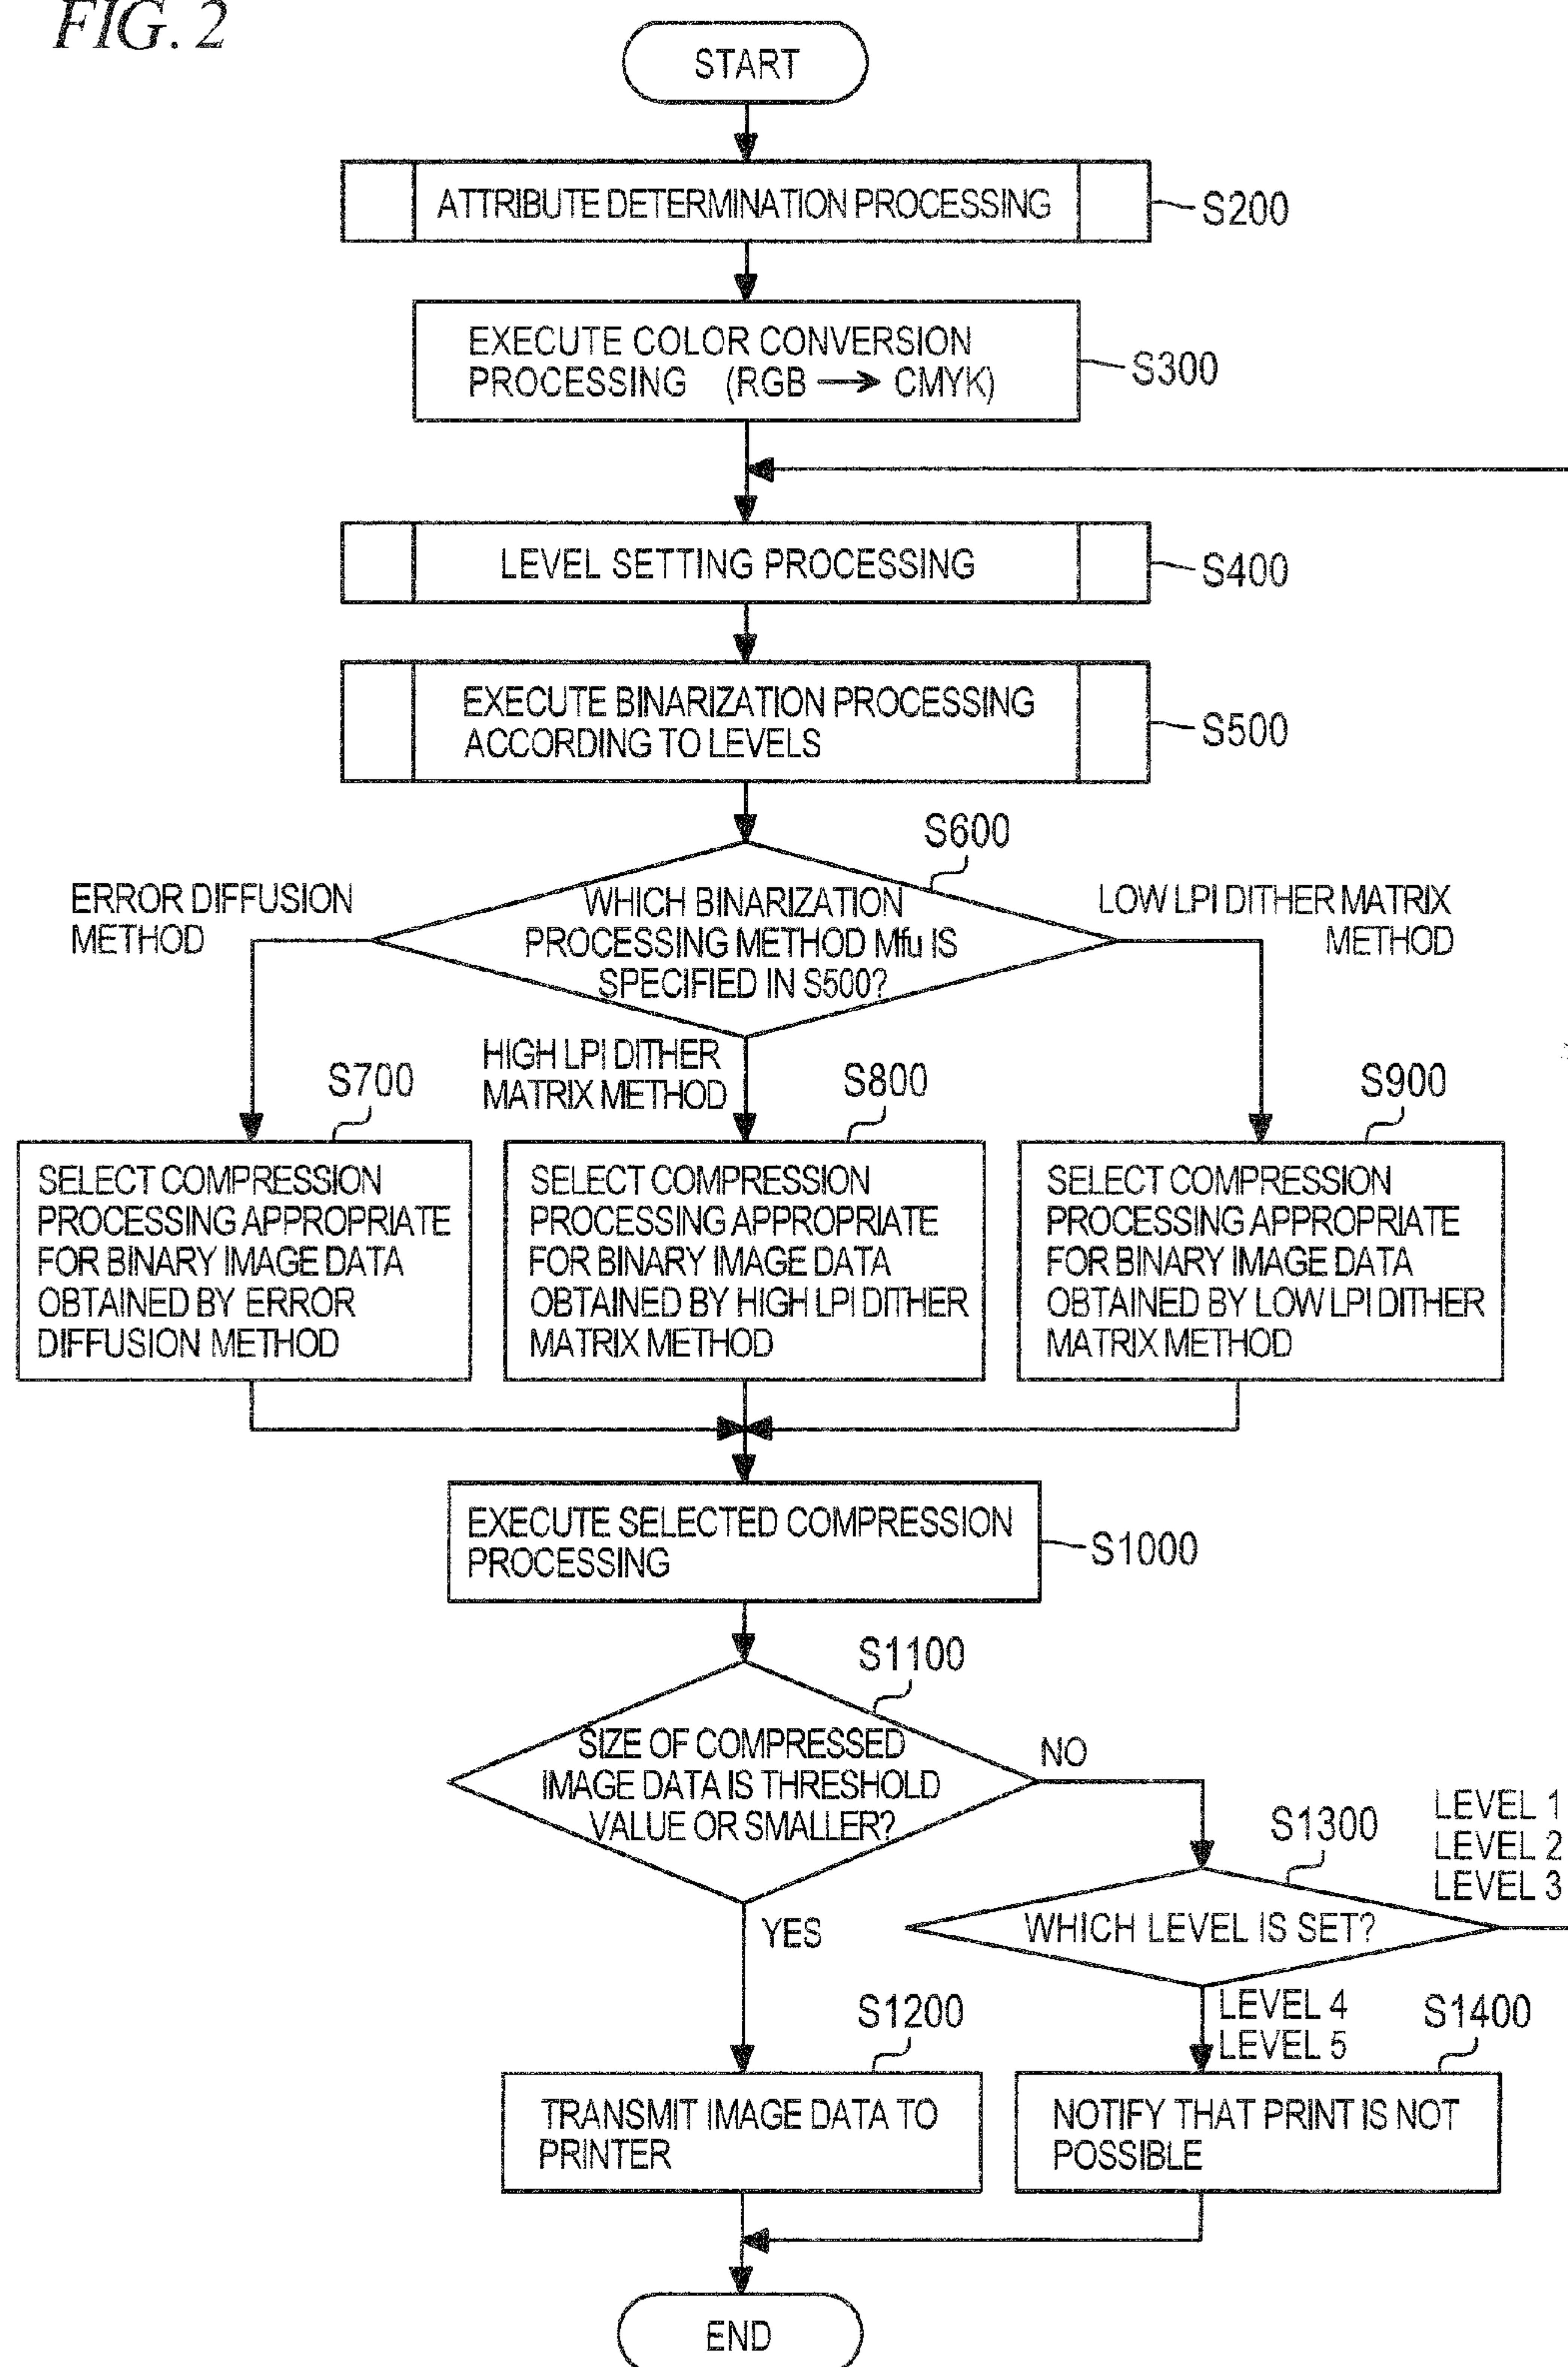 FIG. 2
START
ATTRIBUTE DETERMINATION PROCESSING
S200
EXECUTE COLOR CONVERSION
PROCESSING (RGB → CMYK)
S300
LEVEL SETTING PROCESSING
S400
EXECUTE BINARIZATION PROCESSING
ACCORDING TO LEVELS
S500
S600
WHICH BINARIZATION
PROCESSING METHOD Mfu IS
SPECIFIED IN S500?
ERROR DIFFUSION
METHOD
LOW LPI DITHER MATRIX
METHOD
HIGH LPI DITHER
MATRIX METHOD
S700
SELECT COMPRESSION
PROCESSING APPROPRIATE
FOR BINARY IMAGE DATA
OBTAINED BY ERROR
DIFFUSION METHOD
S800
SELECT COMPRESSION
PROCESSING APPROPRIATE
FOR BINARY IMAGE DATA
OBTAINED BY HIGH LPI DITHER
MATRIX METHOD
S900
SELECT COMPRESSION
PROCESSING APPROPRIATE
FOR BINARY IMAGE DATA
OBTAINED BY LOW LPI DITHER
MATRIX METHOD
EXECUTE SELECTED COMPRESSION
PROCESSING
S1000
S1100
SIZE OF COMPRESSED
IMAGE DATA IS THRESHOLD
VALUE OR SMALLER?
NO
YES
S1300
WHICH LEVEL IS SET?
LEVEL 1
LEVEL 2
LEVEL 3
LEVEL 4
LEVEL 5
S1200
TRANSMIT IMAGE DATA TO
PRINTER
S1400
NOTIFY THAT PRINT IS NOT
POSSIBLE
END